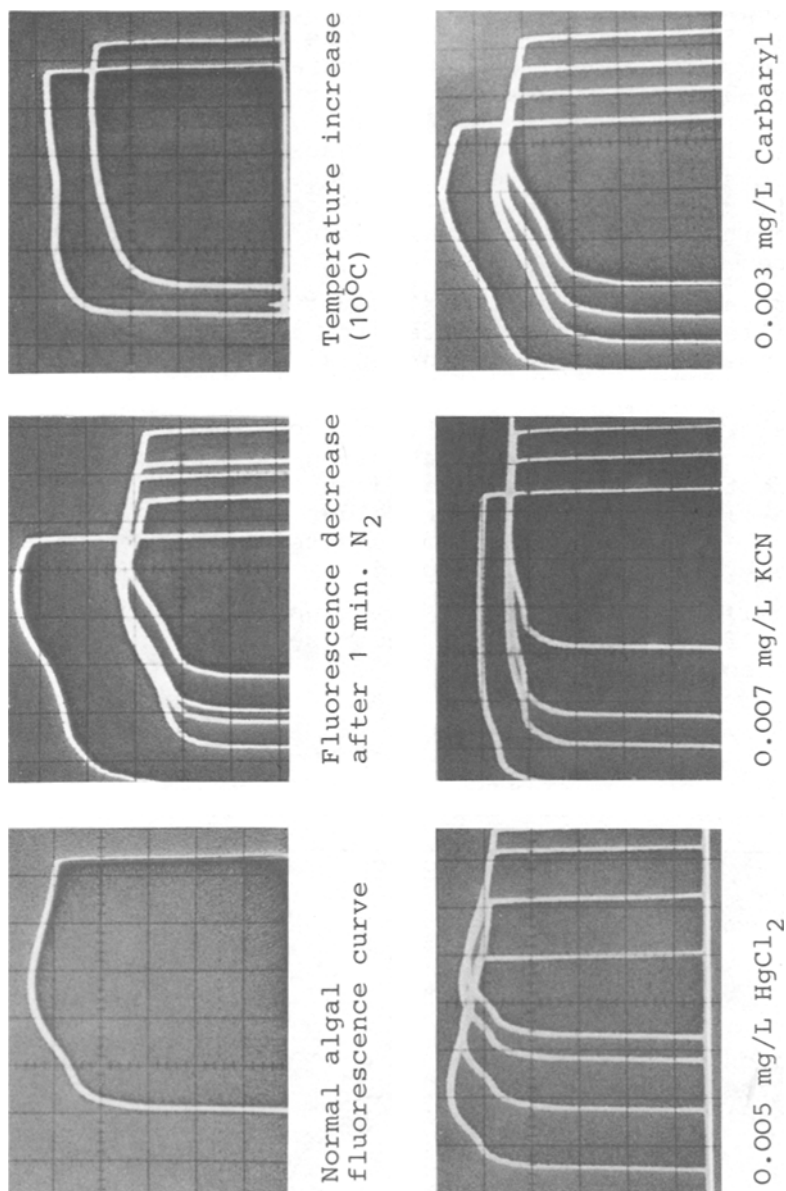 Normal algal
fluorescence curve
Fluorescence decrease
after 1 min. N₂
Temperature increase
(10°C)
0.005 mg/L HgCl₂
0.007 mg/L KCN
0.003 mg/L Carbaryl